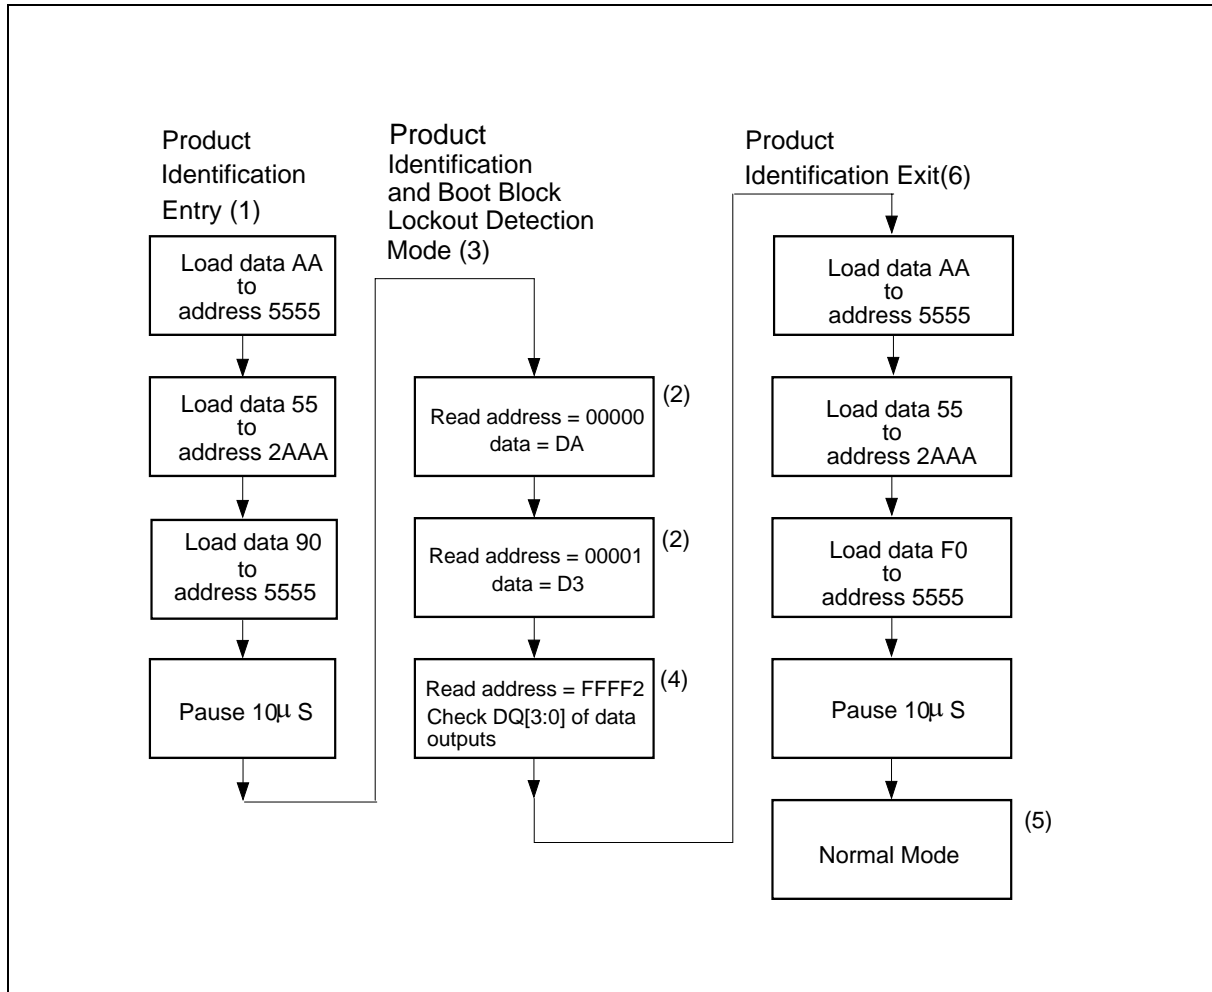 Product
Identification
Entry (1)
Load data AA
to
address 5555
Load data 55
to
address 2AAA
Load data 90
to
address 5555
Pause 10µ S
Product
Identification
and Boot Block
Lockout Detection
Mode (3)
Read address = 00000
data = DA
(2)
Read address = 00001
data = D3
(2)
Read address = FFFF2
Check DQ[3:0] of data
outputs
(4)
Product
Identification Exit(6)
Load data AA
to
address 5555
Load data 55
to
address 2AAA
Load data F0
to
address 5555
Pause 10µ S
Normal Mode
(5)